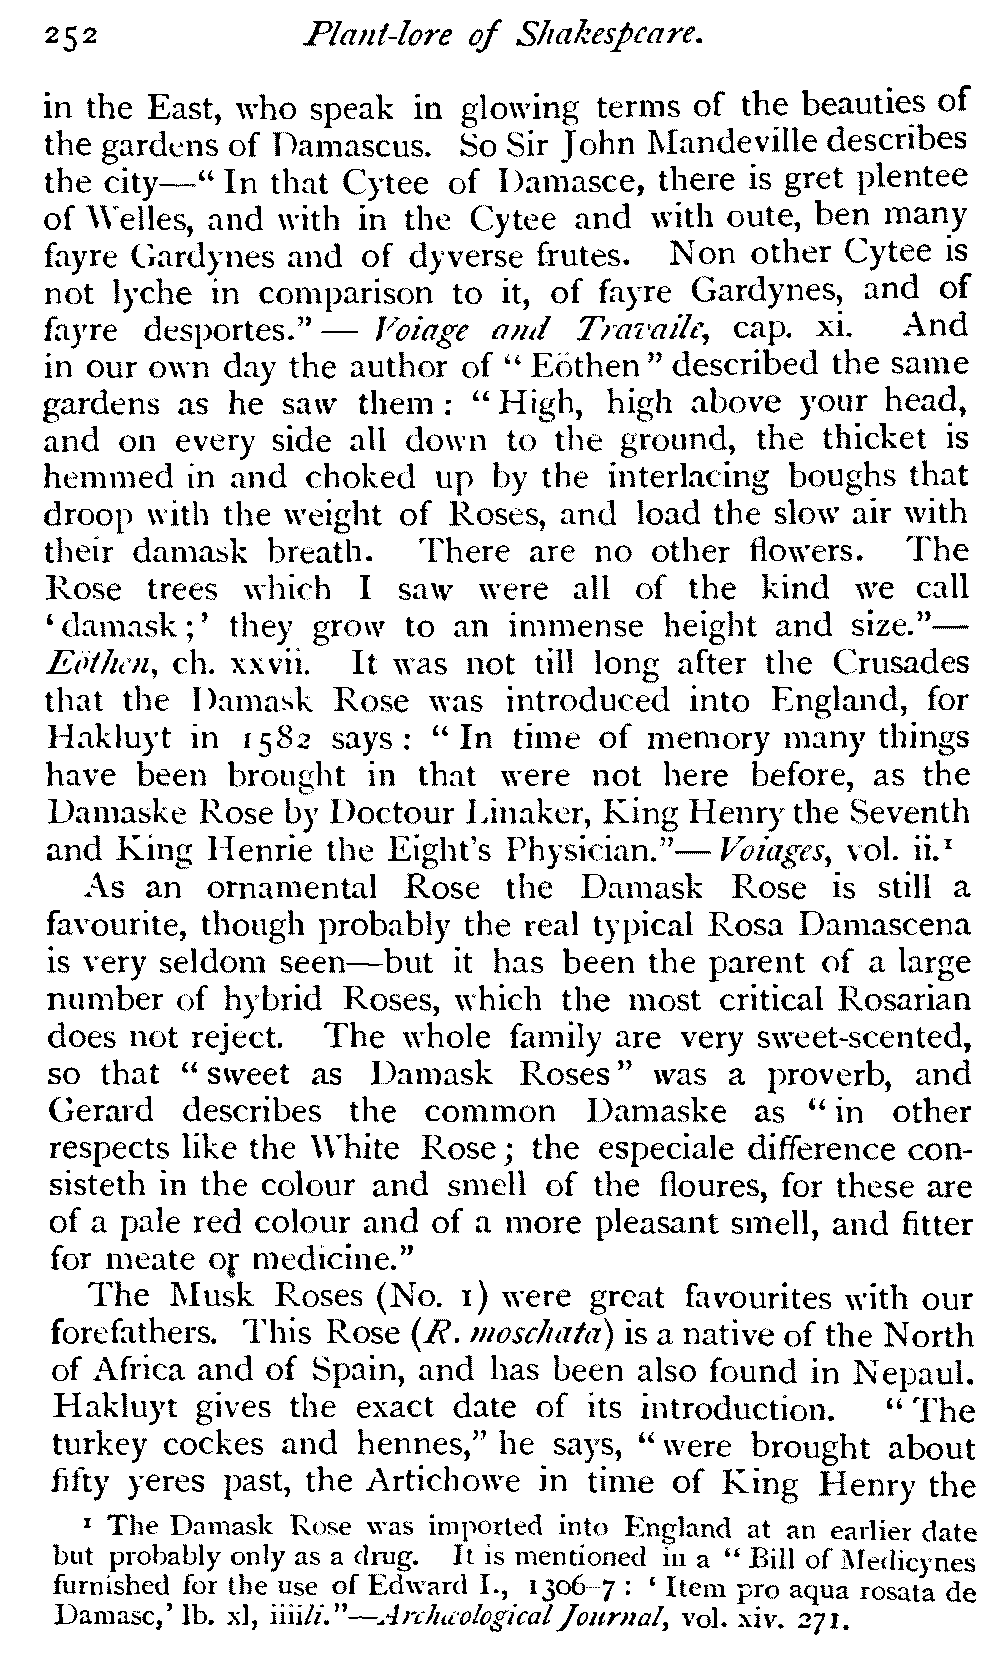 252 Plant-lore of Shakespeare.
in the East, who speak in glowing terms of the beauties of
the gardens of Damascus. So Sir John Mandeville describes
the city—“ In that Cytee of Damasce, there is gret plentee
of Welles, and with in the Cytee and with oute, ben many
fayre Gardynes and of dyverse frutes. Non other Cytee is
not lyche in comparison to it, of fayre Gardynes, and of
fayre desportes.”— Voiage and Travaile, cap. xi. And
in our own day the author of “ Eöthen ” described the same
gardens as he saw them : “ High, high above your head,
and on every side all down to the ground, the thicket is
hemmed in and choked up by the interlacing boughs that
droop with the weight of Roses, and load the slow air with
their damask breath. There are no other flowers. The
Rose trees which I saw were all of the kind we call
‘ damask ; ’ they grow to an immense height and size.”—
Eöthen, ch. xxvii. It was not till long after the Crusades
that the Damask Rose was introduced into England, for
Hakluyt in 1582 says : “ In time of memory many things
have been brought in that were not here before, as the
Damaske Rose by Doctour Linaker, King Henry the Seventh
and King Henrie the Eight's Physician.”— Voiages, vol. ii.¹
As an ornamental Rose the Damask Rose is still a
favourite, though probably the real typical Rosa Damascena
is very seldom seen—but it has been the parent of a large
number of hybrid Roses, which the most critical Rosarian
does not reject. The whole family are very sweet-scented,
so that “ sweet as Damask Roses ” was a proverb, and
Gerard describes the common Damaske as “ in other
respects like the White Rose ; the especiale difference con-
sisteth in the colour and smell of the floures, for these are
of a pale red colour and of a more pleasant smell, and fitter
for meate or medicine.”
The Musk Roses (No. 1) were great favourites with our
forefathers. This Rose (R. moschata) is a native of the North
of Africa and of Spain, and has been also found in Nepaul.
Hakluyt gives the exact date of its introduction. “ The
turkey cockes and hennes,” he says, “ were brought about
fifty yeres past, the Artichowe in time of King Henry the
¹ The Damask Rose was imported into England at an earlier date
but probably only as a drug. It is mentioned in a “ Bill of Medicynes
furnished for the use of Edward I., 1306–7 : ‘ Item pro aqua rosata de
Damasc,’ lb. xl, iiiili.”—Archæological Journal, vol. xiv. 271.